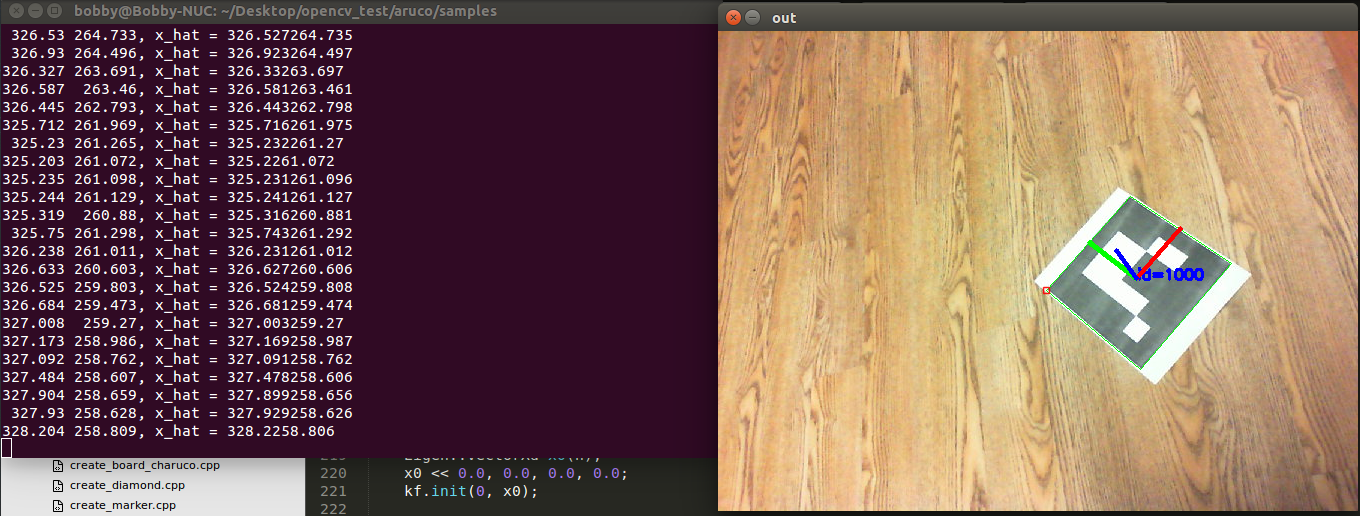 bobby@Bobby-NUC: ~/Desktop/opencv_test/aruco/samples
326.53 264.733, x_hat = 326.527264.735
326.93 264.496, x_hat = 326.923264.497
326.327 263.691, x_hat = 326.33263.697
326.587 263.46, x_hat = 326.581263.461
326.445 262.793, x_hat = 326.443262.798
325.712 261.969, x_hat = 325.716261.975
325.23 261.265, x_hat = 325.232261.27
325.203 261.072, x_hat = 325.2261.072
325.235 261.098, x_hat = 325.231261.096
325.244 261.129, x_hat = 325.241261.127
325.319 260.88, x_hat = 325.316260.881
325.75 261.298, x_hat = 325.743261.292
326.238 261.011, x_hat = 326.231261.012
326.633 260.603, x_hat = 326.627260.606
326.525 259.803, x_hat = 326.524259.808
326.684 259.473, x_hat = 326.681259.474
327.008 259.27, x_hat = 327.003259.27
327.173 258.986, x_hat = 327.169258.987
327.092 258.762, x_hat = 327.091258.762
327.484 258.607, x_hat = 327.478258.606
327.904 258.659, x_hat = 327.899258.656
327.93 258.628, x_hat = 327.929258.626
328.204 258.809, x_hat = 328.2258.806
create_board_charuco.cpp
create_diamond.cpp
create_marker.cpp
220 x0 << 0.0, 0.0, 0.0, 0.0;
221 kf.init(0, x0);
222
out
id=1000